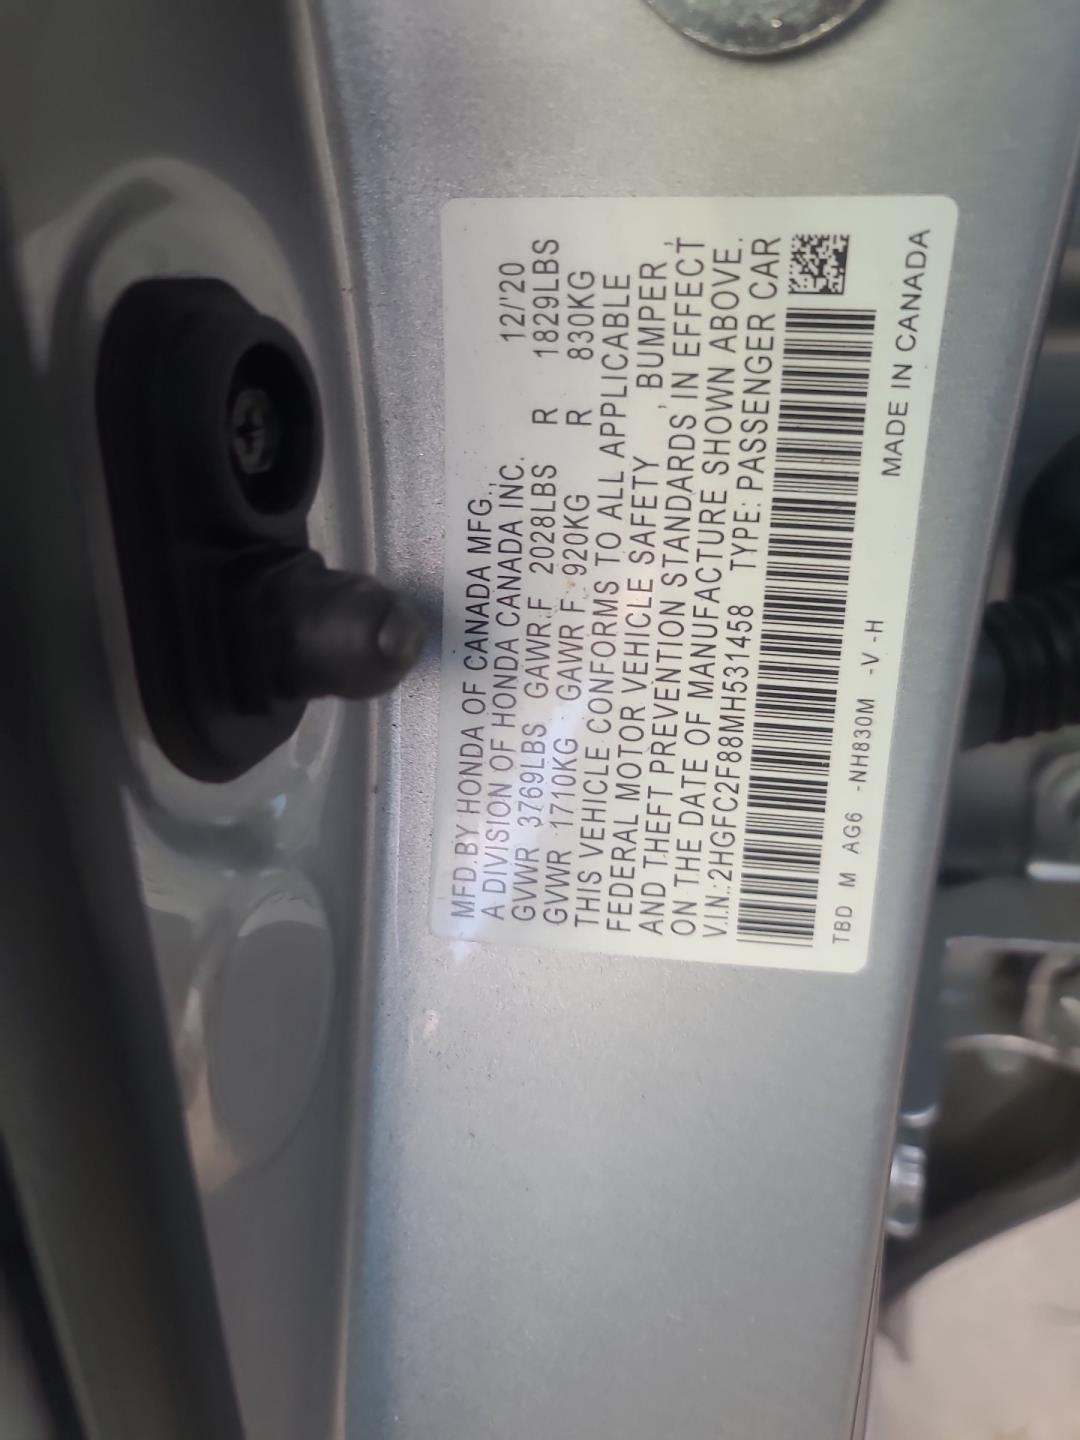 MFD.BY HONDA OF CANADA MFG., 12/'20
A DIVISION OF HONDA CANADA INC.
GVWR 3769LBS GAWR F 2028LBS R 1829LBS
GVWR 1710KG GAWR F 920KG R 830KG
THIS VEHICLE CONFORMS TO ALL APPLICABLE
FEDERAL MOTOR VEHICLE SAFETY, BUMPER,
AND THEFT PREVENTION STANDARDS IN EFFECT
ON THE DATE OF MANUFACTURE SHOWN ABOVE.
V.I.N.:2HGFC2F88MH531458 TYPE: PASSENGER CAR
TBD M AG6 -NH830M -V -H MADE IN CANADA